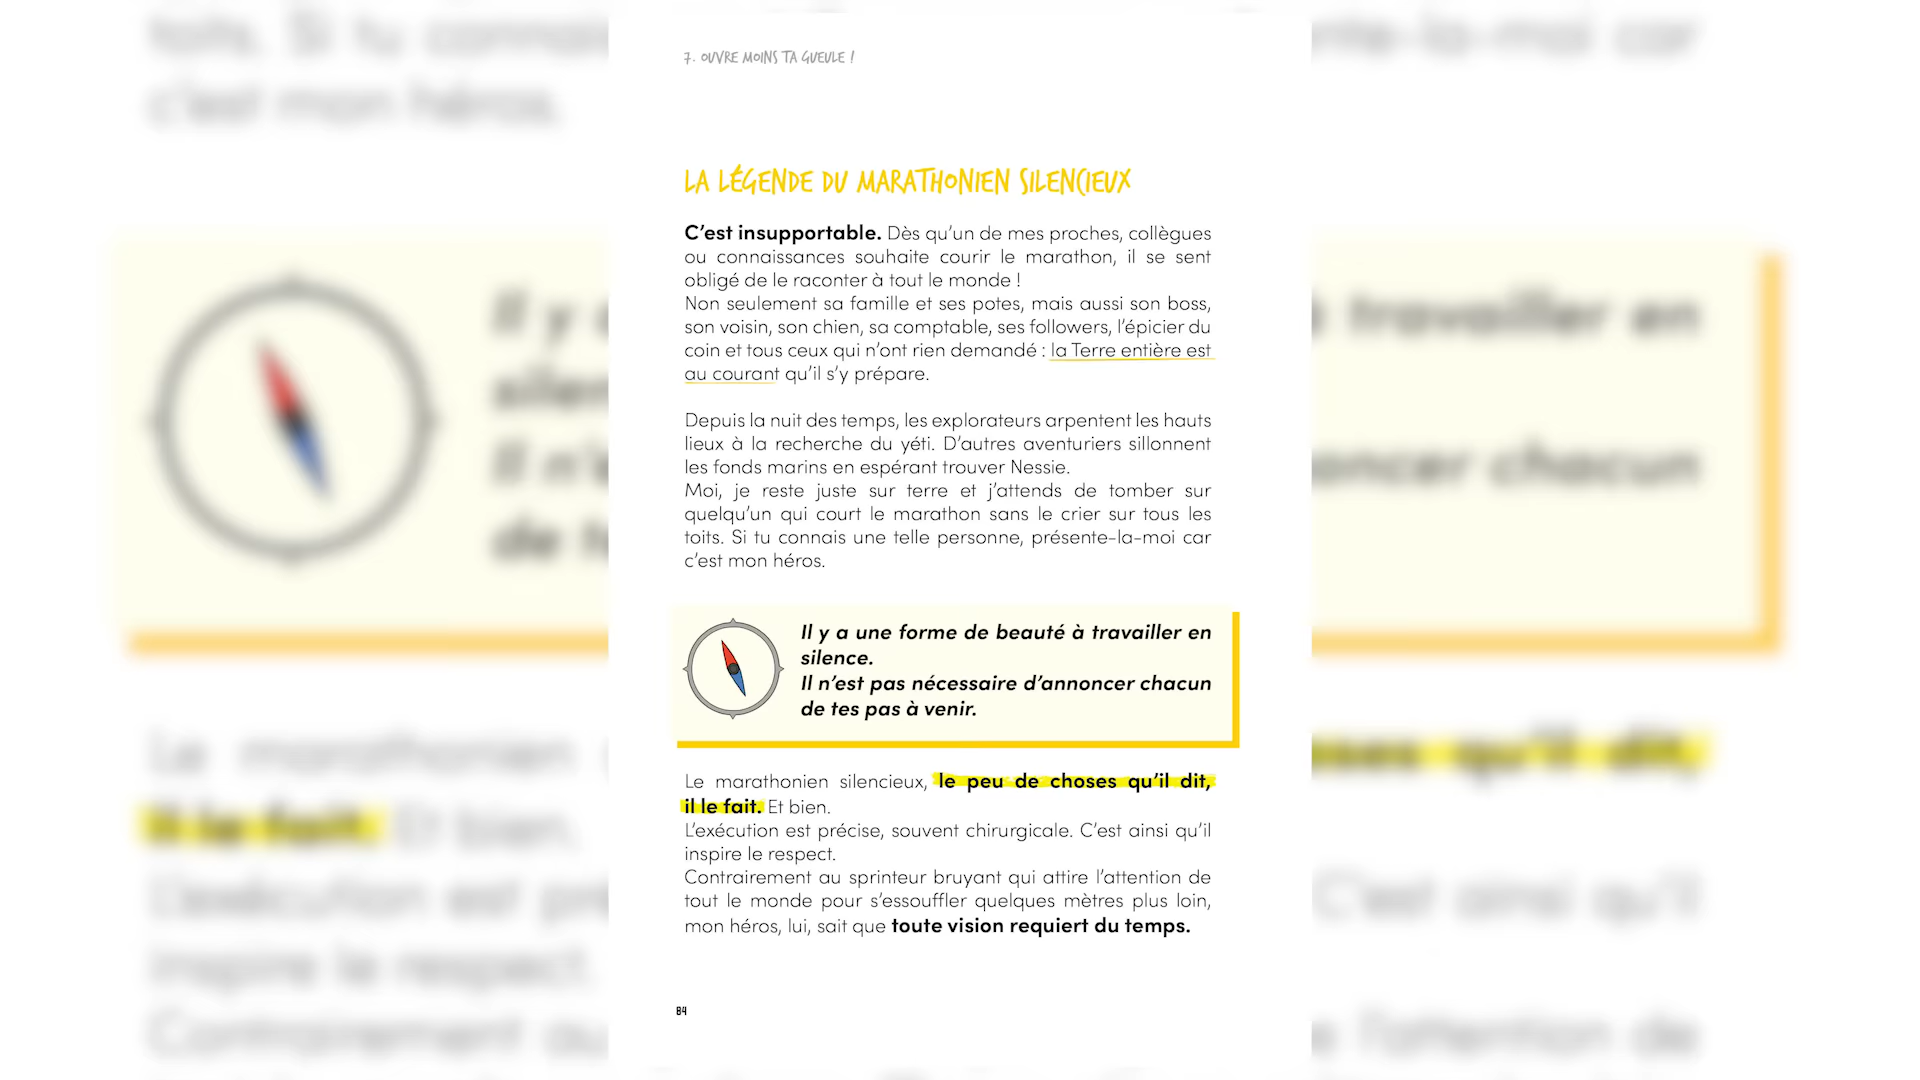 7. OUVRE MOINS TA GUEULE !
LA LÉGENDE DU MARATHONIEN SILENCIEUX
C’est insupportable. Dès qu’un de mes proches, collègues
ou connaissances souhaite courir le marathon, il se sent
obligé de le raconter à tout le monde !
Non seulement sa famille et ses potes, mais aussi son boss,
son voisin, son chien, sa comptable, ses followers, l’épicier du
coin et tous ceux qui n’ont rien demandé : la Terre entière est
au courant qu’il s’y prépare.
Depuis la nuit des temps, les explorateurs arpentent les hauts
lieux à la recherche du yéti. D’autres aventuriers sillonnent
les fonds marins en espérant trouver Nessie.
Moi, je reste juste sur terre et j’attends de tomber sur
quelqu’un qui court le marathon sans le crier sur tous les
toits. Si tu connais une telle personne, présente-la-moi car
c’est mon héros.
Il y a une forme de beauté à travailler en
silence.
Il n’est pas nécessaire d’annoncer chacun
de tes pas à venir.
Le marathonien silencieux, le peu de choses qu’il dit,
il le fait. Et bien.
L’exécution est précise, souvent chirurgicale. C’est ainsi qu’il
inspire le respect.
Contrairement au sprinteur bruyant qui attire l’attention de
tout le monde pour s’essouffler quelques mètres plus loin,
mon héros, lui, sait que toute vision requiert du temps.
84